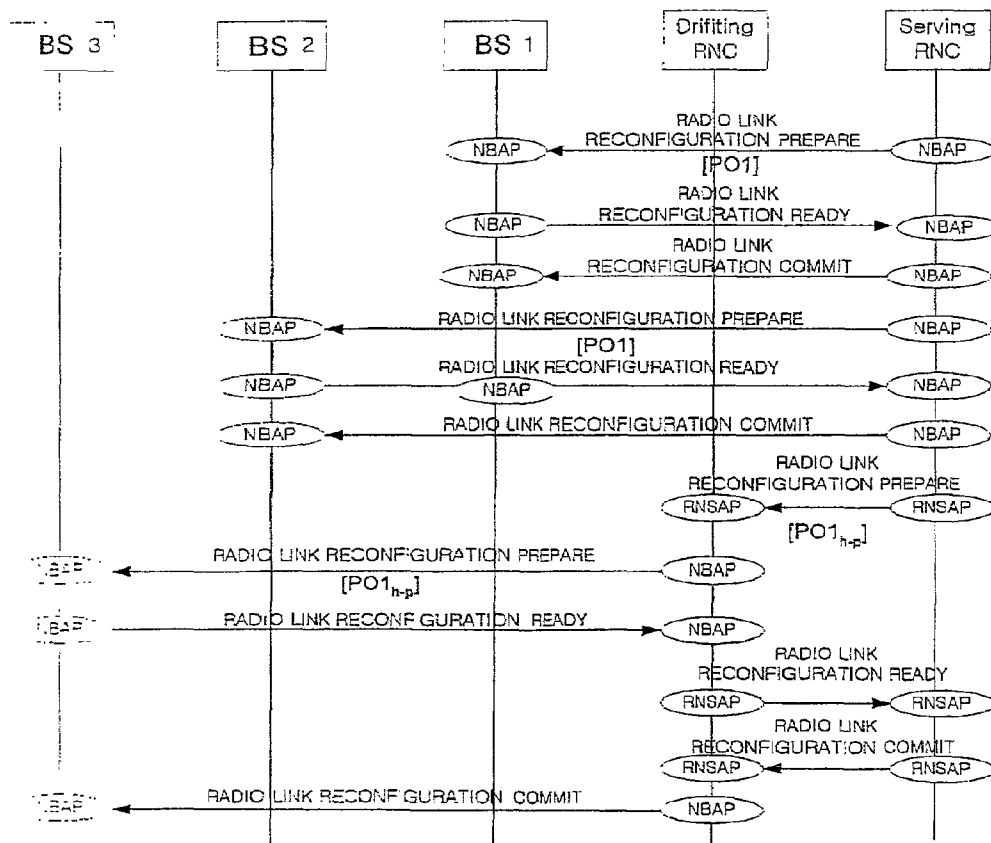 BS 3
BS 2
BS 1
Drifiting
RNC
Serving
RNC
RADIO LINK
RECONFIGURATION PREPARE
NBAP
NBAP
[PO1]
RADIO LINK
RECONFIGURATION READY
NBAP
NBAP
RADIO LINK
RECONFIGURATION COMMIT
NBAP
NBAP
RADIO LINK RECONFIGURATION PREPARE
NBAP
NBAP
[PO1]
RADIO LINK RECONFIGURATION READY
NBAP
NBAP
NBAP
RADIO LINK RECONFIGURATION COMMIT
NBAP
NBAP
RADIO LINK
RECONFIGURATION PREPARE
RNSAP
RNSAP
[PO1h-p]
RADIO LINK RECONFIGURATION PREPARE
NBAP
NBAP
[PO1h-p]
RADIO LINK RECONFIGURATION READY
NBAP
NBAP
RADIO LINK
RECONFIGURATION READY
RNSAP
RNSAP
RADIO LINK
RECONFIGURATION COMMIT
RNSAP
RNSAP
RADIO LINK RECONFIGURATION COMMIT
NBAP
NBAP